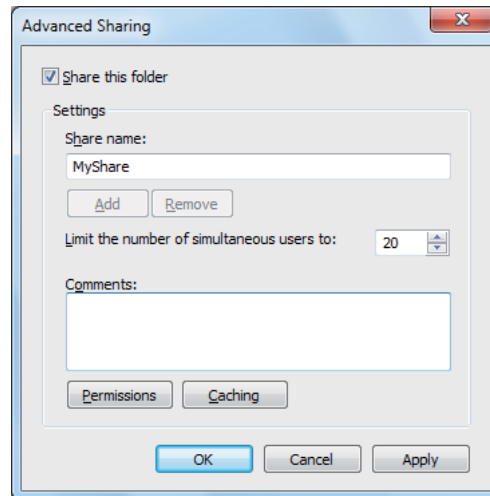 Advanced Sharing
Share this folder
Settings
Share name:
MyShare
Add Remove
Limit the number of simultaneous users to: 20
Comments:
Permissions Caching
OK Cancel Apply